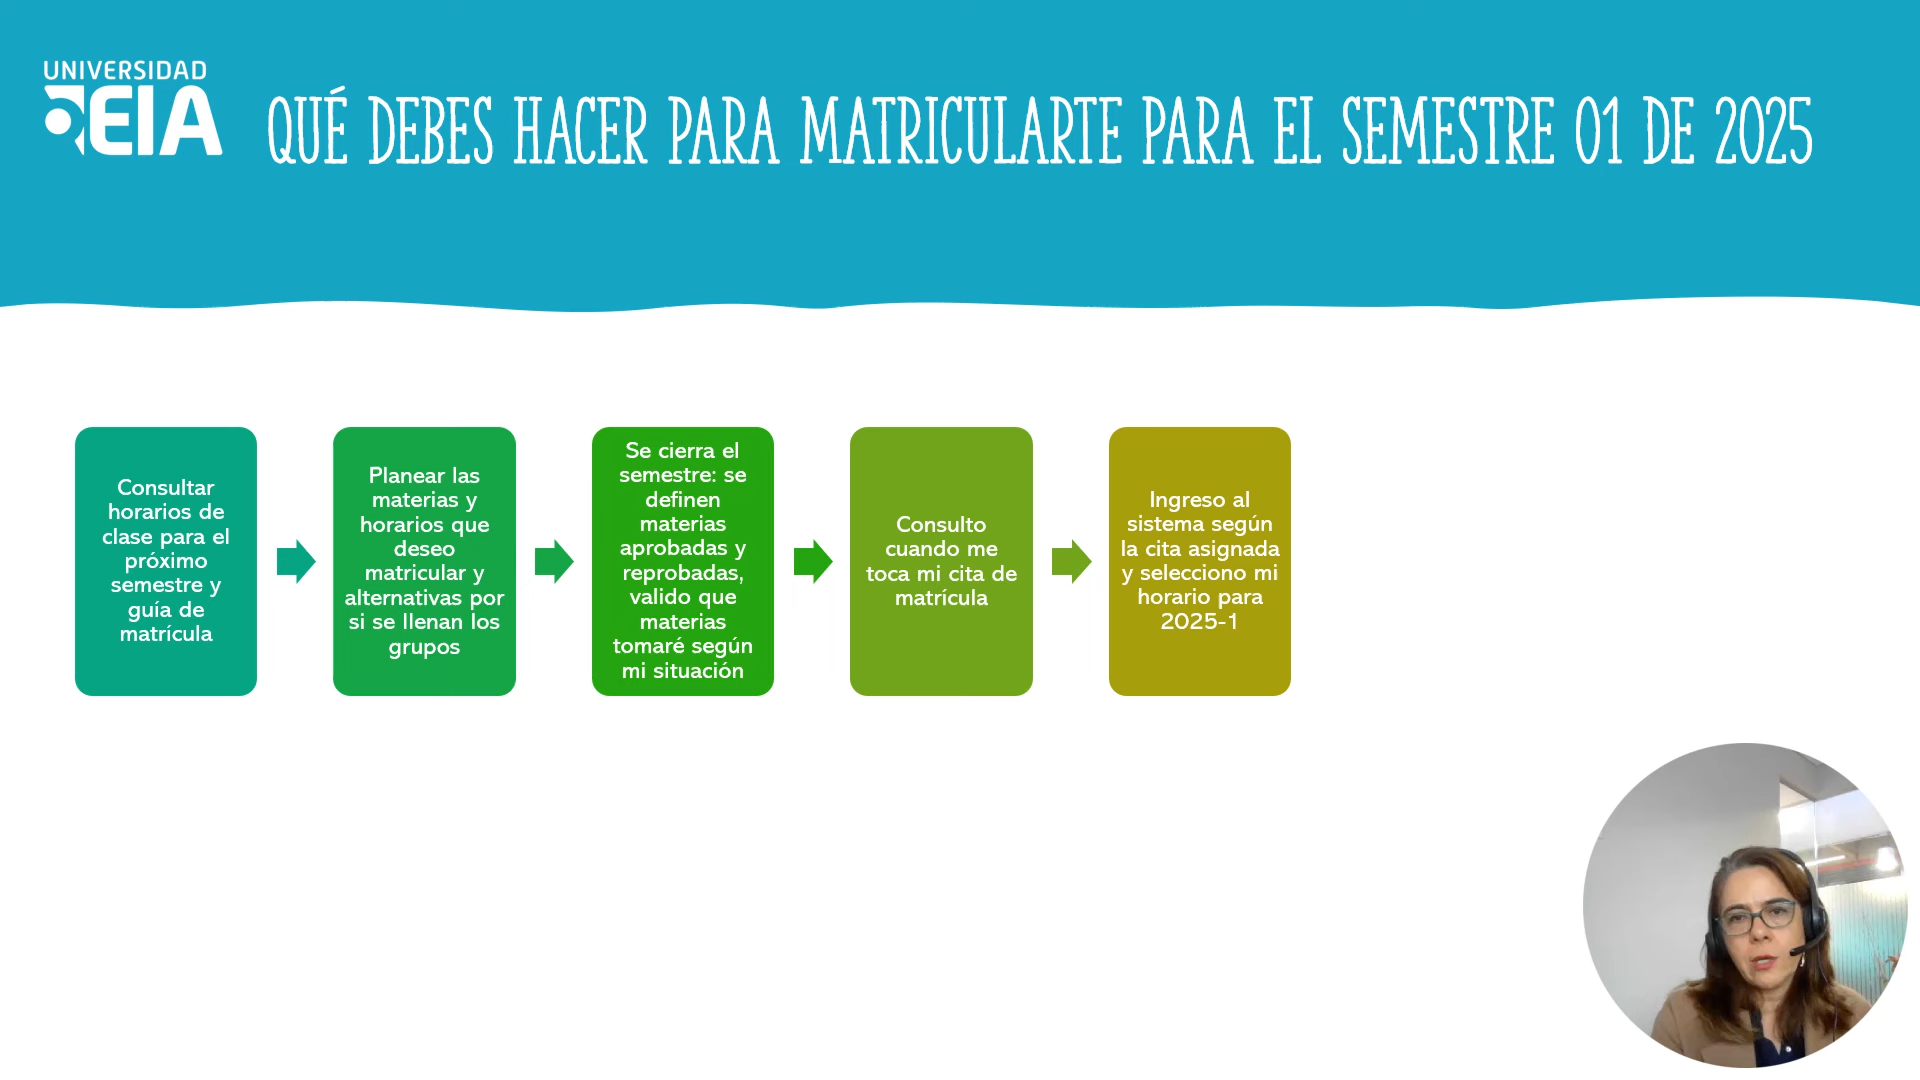 UNIVERSIDAD
EIA
QUÉ DEBES HACER PARA MATRICULARTE PARA EL SEMESTRE 01 DE 2025
Consultar
horarios de
clase para el
próximo
semestre y
guía de
matrícula
Planear las
materias y
horarios que
deseo
matricular y
alternativas por
si se llenan los
grupos
Se cierra el
semestre: se
definen
materias
aprobadas y
reprobadas,
valido que
materias
tomaré según
mi situación
Consulto
cuando me
toca mi cita de
matrícula
Ingreso al
sistema según
la cita asignada
y selecciono mi
horario para
2025-1